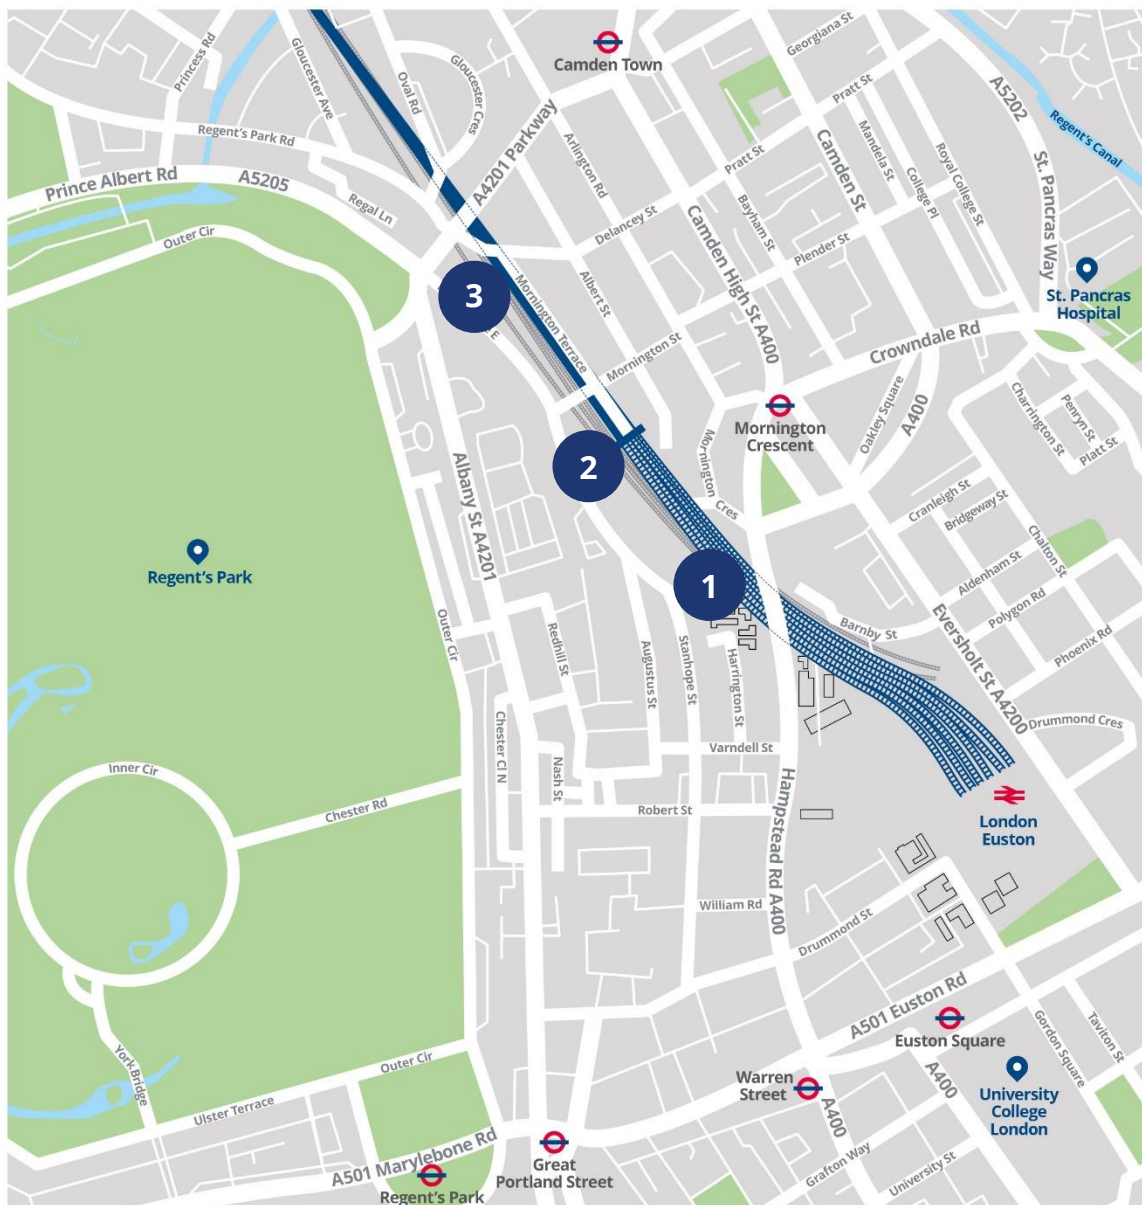 Georgiana St
Camden Town
Princess Rd
Gloucester Ave
Oval Rd
Gloucester Cres
A4201 Parkway
Pratt St
A5202
Regent's Canal
Regent's Park Rd
Arlington Rd
Pratt St
Camden St
Mandela St
College Pl
Royal College St
St. Pancras Way
Prince Albert Rd
A5205
Regal Ln
Outer Cir
Delancey St
Bayham St
Plender St
Camden High St A400
St. Pancras
Hospital
3
E
Mornington Terrace
Albert St
Mornington St
Crowndale Rd
Mornington
Crescent
Oakley Square
A400
Charrington St
Penryn St
Platt St
2
Mornington
Cres
Albany St A4201
Cranleigh St
Bridgeway St
Chalton St
Regent's Park
1
Aldenham St
Polygon Rd
Phoenix Rd
Outer Cir
Redhill St
Augustus St
Stanhope St
Harrington St
Barnby St
Eversholt St A4200
Drummond Cres
Chester Cl N
Nash St
Varndell St
Inner Cir
Chester Rd
Robert St
Hampstead Rd A400
London
Euston
William Rd
Drummond St
A501 Euston Rd
Euston Square
Gordon Square
Taviton St
York Bridge
Outer Cir
Ulster Terrace
Warren
Street
A400
A400
University
College
London
A501 Marylebone Rd
Great
Portland Street
Grafton Way
University St
Regent's Park